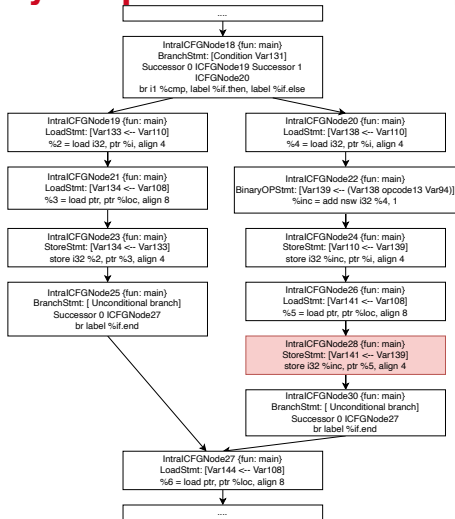 ....
IntraICFGNode18 {fun: main}
BranchStmt: [Condition Var131]
Successor 0 ICFGNode19 Successor 1
ICFGNode20
br i1 %cmp, label %if.then, label %if.else
IntraICFGNode19 {fun: main}
LoadStmt: [Var133 <-- Var110]
%2 = load i32, ptr %i, align 4
IntraICFGNode20 {fun: main}
LoadStmt: [Var138 <-- Var110]
%4 = load i32, ptr %i, align 4
IntraICFGNode21 {fun: main}
LoadStmt: [Var134 <-- Var108]
%3 = load ptr, ptr %loc, align 8
IntraICFGNode22 {fun: main}
BinaryOPStmt: [Var139 <-- (Var138 opcode13 Var94)]
%inc = add nsw i32 %4, 1
IntraICFGNode23 {fun: main}
StoreStmt: [Var134 <-- Var133]
store i32 %2, ptr %3, align 4
IntraICFGNode24 {fun: main}
StoreStmt: [Var110 <-- Var139]
store i32 %inc, ptr %i, align 4
IntraICFGNode25 {fun: main}
BranchStmt: [ Unconditional branch]
Successor 0 ICFGNode27
br label %if.end
IntraICFGNode26 {fun: main}
LoadStmt: [Var141 <-- Var108]
%5 = load ptr, ptr %loc, align 8
IntraICFGNode28 {fun: main}
StoreStmt: [Var141 <-- Var139]
store i32 %inc, ptr %5, align 4
IntraICFGNode30 {fun: main}
BranchStmt: [ Unconditional branch]
Successor 0 ICFGNode27
br label %if.end
IntraICFGNode27 {fun: main}
LoadStmt: [Var144 <-- Var108]
%6 = load ptr, ptr %loc, align 8
....